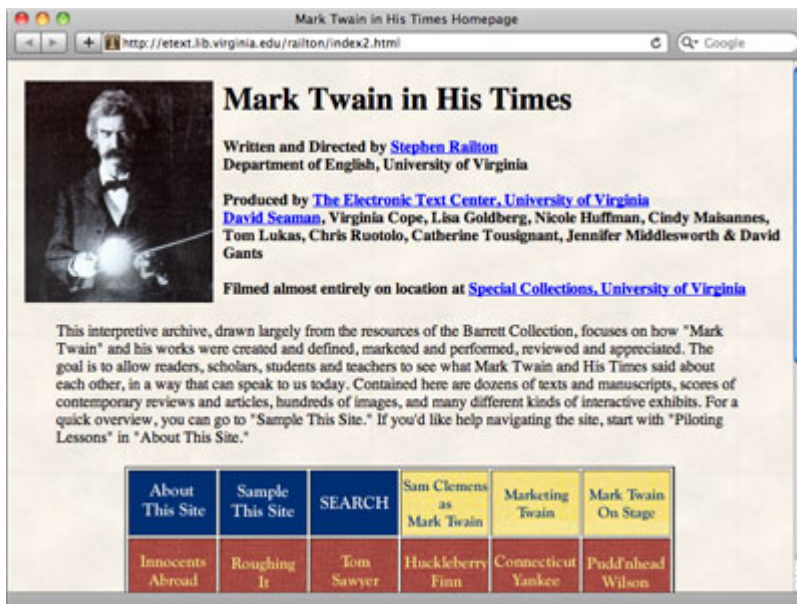 Mark Twain in His Times Homepage
http://etext.lib.virginia.edu/railton/index2.html
Google
Mark Twain in His Times
Written and Directed by Stephen Railton
Department of English, University of Virginia
Produced by The Electronic Text Center, University of Virginia
David Seaman, Virginia Cope, Lisa Goldberg, Nicole Huffman, Cindy Maisannes,
Tom Lukas, Chris Ruotolo, Catherine Tousignant, Jennifer Middlesworth & David
Gants
Filmed almost entirely on location at Special Collections, University of Virginia
This interpretive archive, drawn largely from the resources of the Barrett Collection, focuses on how "Mark
Twain" and his works were created and defined, marketed and performed, reviewed and appreciated. The
goal is to allow readers, scholars, students and teachers to see what Mark Twain and His Times said about
each other, in a way that can speak to us today. Contained here are dozens of texts and manuscripts, scores of
contemporary reviews and articles, hundreds of images, and many different kinds of interactive exhibits. For a
quick overview, you can go to "Sample This Site." If you'd like help navigating the site, start with "Piloting
Lessons" in "About This Site."
About
This Site
Sample
This Site
SEARCH
Sam Clemens
as
Mark Twain
Marketing
Twain
Mark Twain
On Stage
Innocents
Abroad
Roughing
It
Tom
Sawyer
Huckleberry
Finn
Connecticut
Yankee
Pudd'nhead
Wilson